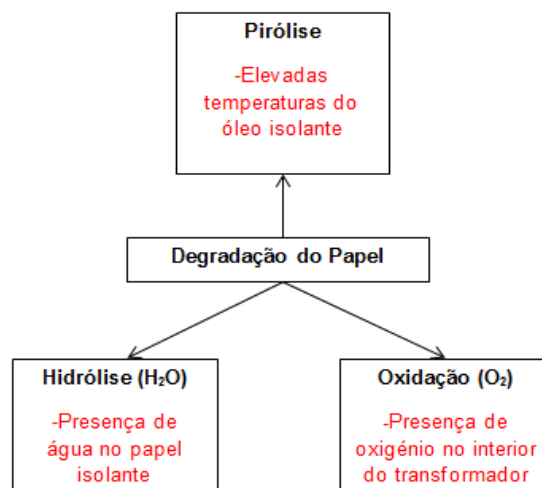 Pirólise
-Elevadas
temperaturas do
óleo isolante
Degradação do Papel
Hidrólise (H₂O)
-Presença de
água no papel
isolante
Oxidação (O₂)
-Presença de
oxigénio no interior
do transformador